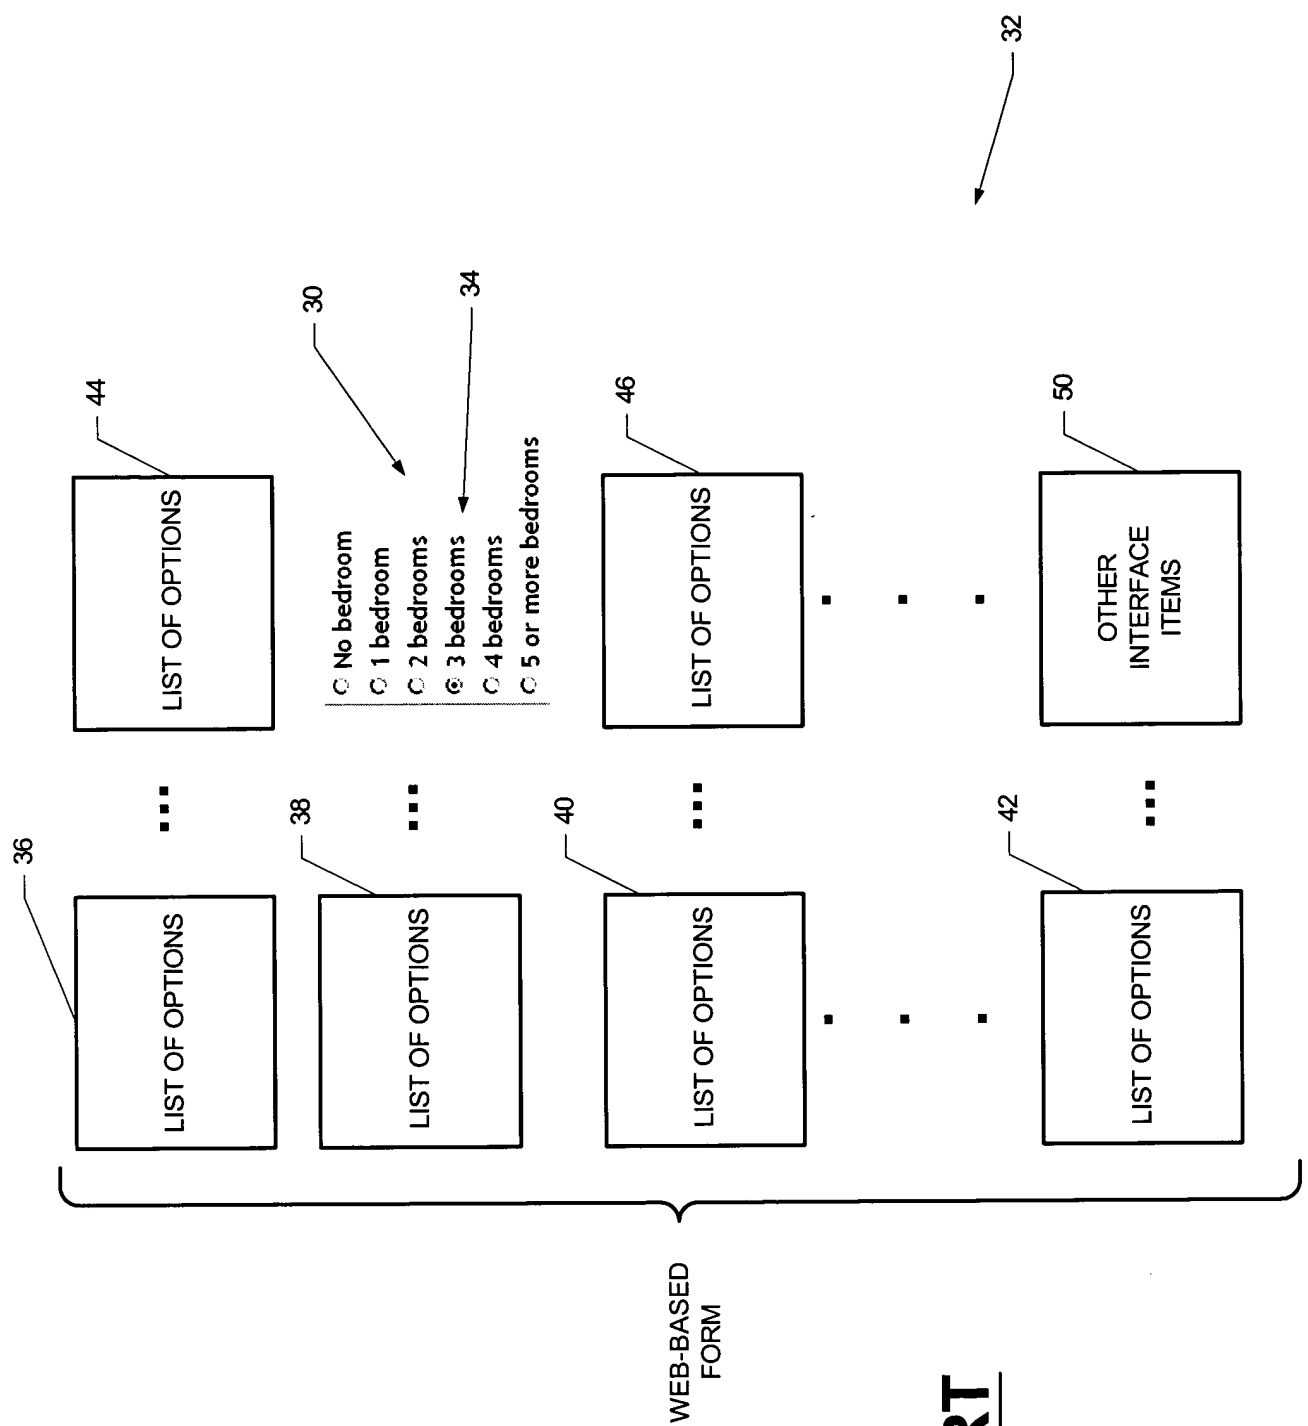 36
44
LIST OF OPTIONS
LIST OF OPTIONS
38
30
LIST OF OPTIONS
No bedroom
1 bedroom
2 bedrooms
3 bedrooms
4 bedrooms
5 or more bedrooms
34
WEB-BASED
FORM
40
46
LIST OF OPTIONS
LIST OF OPTIONS
42
50
LIST OF OPTIONS
OTHER
INTERFACE
ITEMS
32
RT